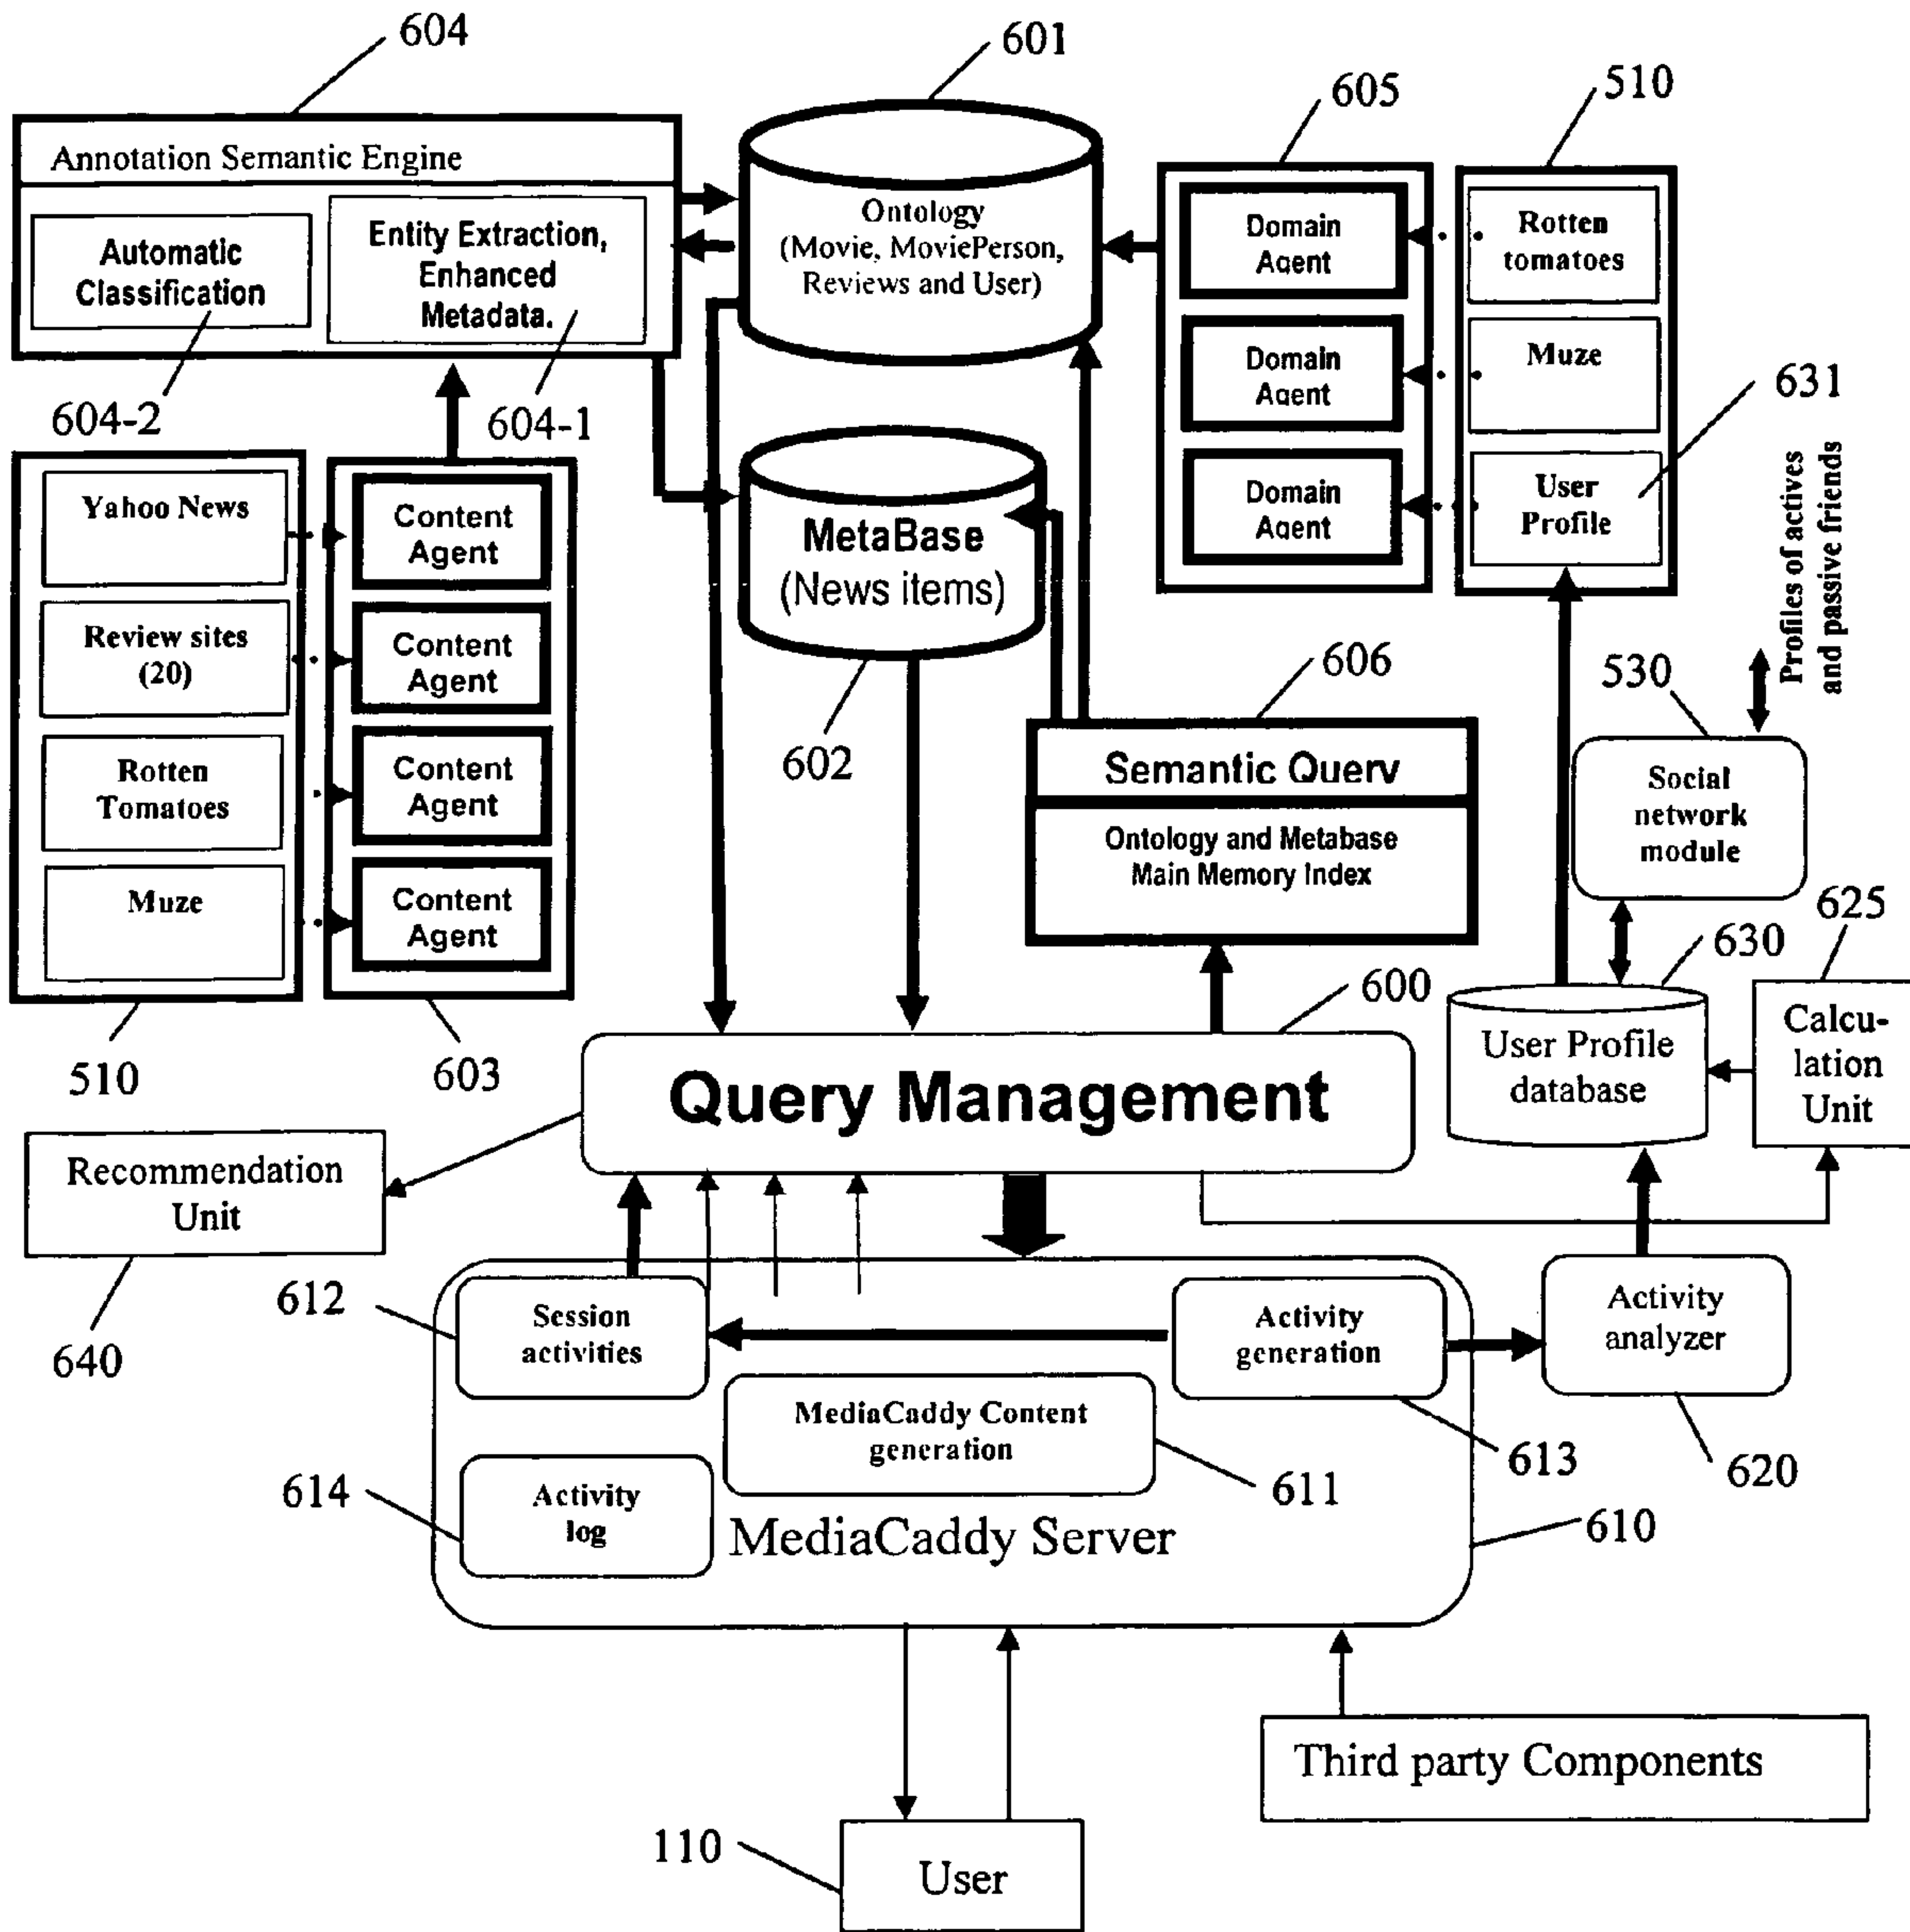 604
601
605
510
Annotation Semantic Engine
Automatic
Classification
Entity Extraction,
Enhanced
Metadata.
604-2
604-1
Ontology
(Movie, MoviePerson,
Reviews and User)
Domain
Agent
Domain
Agent
Domain
Agent
Rotten
tomatoes
Muze
User
Profile
631
Profiles of actives
and passive friends
Yahoo News
Review sites
(20)
Rotten
Tomatoes
Muze
510
Content
Agent
Content
Agent
Content
Agent
Content
Agent
603
MetaBase
(News items)
602
606
Semantic Query
Ontology and Metabase
Main Memory Index
530
Social
network
module
625
630
600
User Profile
database
Calcu-
lation
Unit
Query Management
Recommendation
Unit
640
612
Session
activities
Activity
generation
613
Activity
analyzer
620
MediaCaddy Content
generation
611
614
Activity
log
MediaCaddy Server
610
Third party Components
110
User